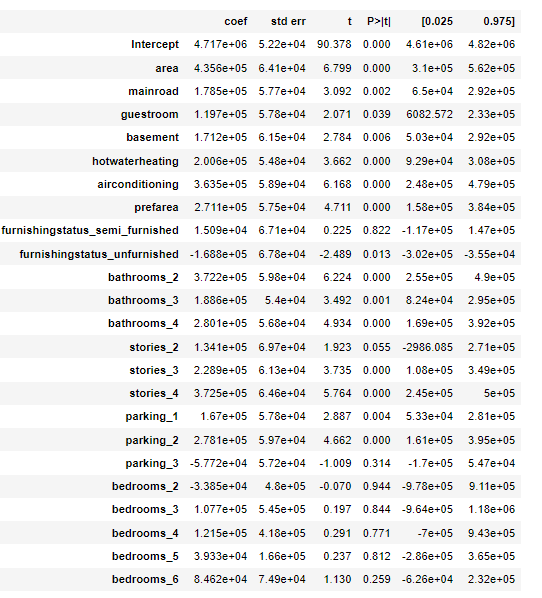 coef std err t P>|t| [0.025 0.975]
Intercept 4.717e+06 5.22e+04 90.378 0.000 4.61e+06 4.82e+06
area 4.356e+05 6.41e+04 6.799 0.000 3.1e+05 5.62e+05
mainroad 1.785e+05 5.77e+04 3.092 0.002 6.5e+04 2.92e+05
guestroom 1.197e+05 5.78e+04 2.071 0.039 6082.572 2.33e+05
basement 1.712e+05 6.15e+04 2.784 0.006 5.03e+04 2.92e+05
hotwaterheating 2.006e+05 5.48e+04 3.662 0.000 9.29e+04 3.08e+05
airconditioning 3.635e+05 5.89e+04 6.168 0.000 2.48e+05 4.79e+05
prefarea 2.711e+05 5.75e+04 4.711 0.000 1.58e+05 3.84e+05
furnishingstatus_semi_furnished 1.509e+04 6.71e+04 0.225 0.822 -1.17e+05 1.47e+05
furnishingstatus_unfurnished -1.688e+05 6.78e+04 -2.489 0.013 -3.02e+05 -3.55e+04
bathrooms_2 3.722e+05 5.98e+04 6.224 0.000 2.55e+05 4.9e+05
bathrooms_3 1.886e+05 5.4e+04 3.492 0.001 8.24e+04 2.95e+05
bathrooms_4 2.801e+05 5.68e+04 4.934 0.000 1.69e+05 3.92e+05
stories_2 1.341e+05 6.97e+04 1.923 0.055 -2986.085 2.71e+05
stories_3 2.289e+05 6.13e+04 3.735 0.000 1.08e+05 3.49e+05
stories_4 3.725e+05 6.46e+04 5.764 0.000 2.45e+05 5e+05
parking_1 1.67e+05 5.78e+04 2.887 0.004 5.33e+04 2.81e+05
parking_2 2.781e+05 5.97e+04 4.662 0.000 1.61e+05 3.95e+05
parking_3 -5.772e+04 5.72e+04 -1.009 0.314 -1.7e+05 5.47e+04
bedrooms_2 -3.385e+04 4.8e+05 -0.070 0.944 -9.78e+05 9.11e+05
bedrooms_3 1.077e+05 5.45e+05 0.197 0.844 -9.64e+05 1.18e+06
bedrooms_4 1.215e+05 4.18e+05 0.291 0.771 -7e+05 9.43e+05
bedrooms_5 3.933e+04 1.66e+05 0.237 0.812 -2.86e+05 3.65e+05
bedrooms_6 8.462e+04 7.49e+04 1.130 0.259 -6.26e+04 2.32e+05